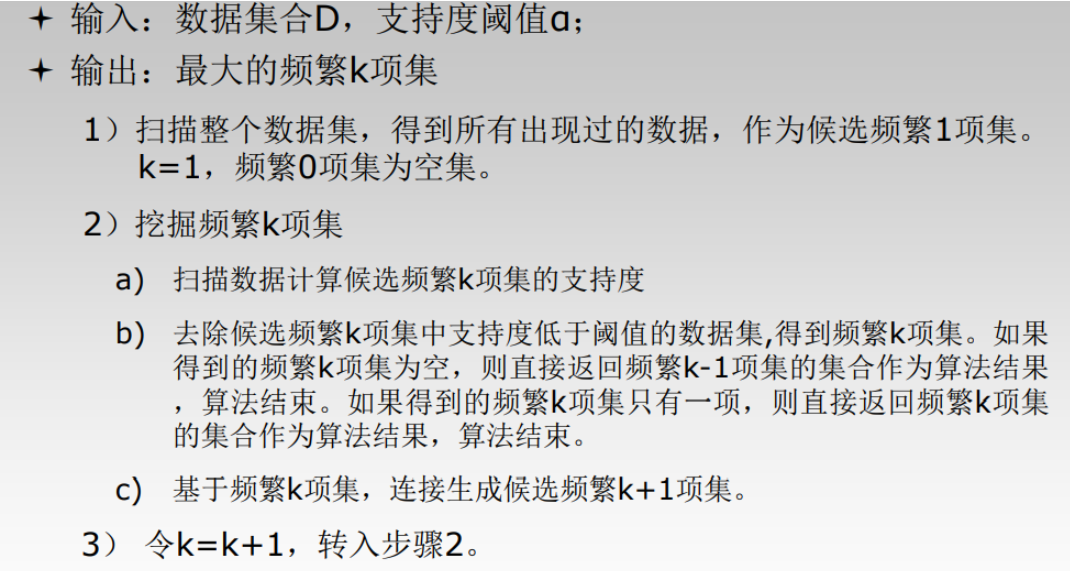 输入：数据集合D，支持度阈值α；
输出：最大的频繁k项集
1）扫描整个数据集，得到所有出现过的数据，作为候选频繁1项集。
k=1，频繁0项集为空集。
2）挖掘频繁k项集
a) 扫描数据计算候选频繁k项集的支持度
b) 去除候选频繁k项集中支持度低于阈值的数据集,得到频繁k项集。如果
得到的频繁k项集为空，则直接返回频繁k-1项集的集合作为算法结果
，算法结束。如果得到的频繁k项集只有一项，则直接返回频繁k项集
的集合作为算法结果，算法结束。
c) 基于频繁k项集，连接生成候选频繁k+1项集。
3） 令k=k+1，转入步骤2。